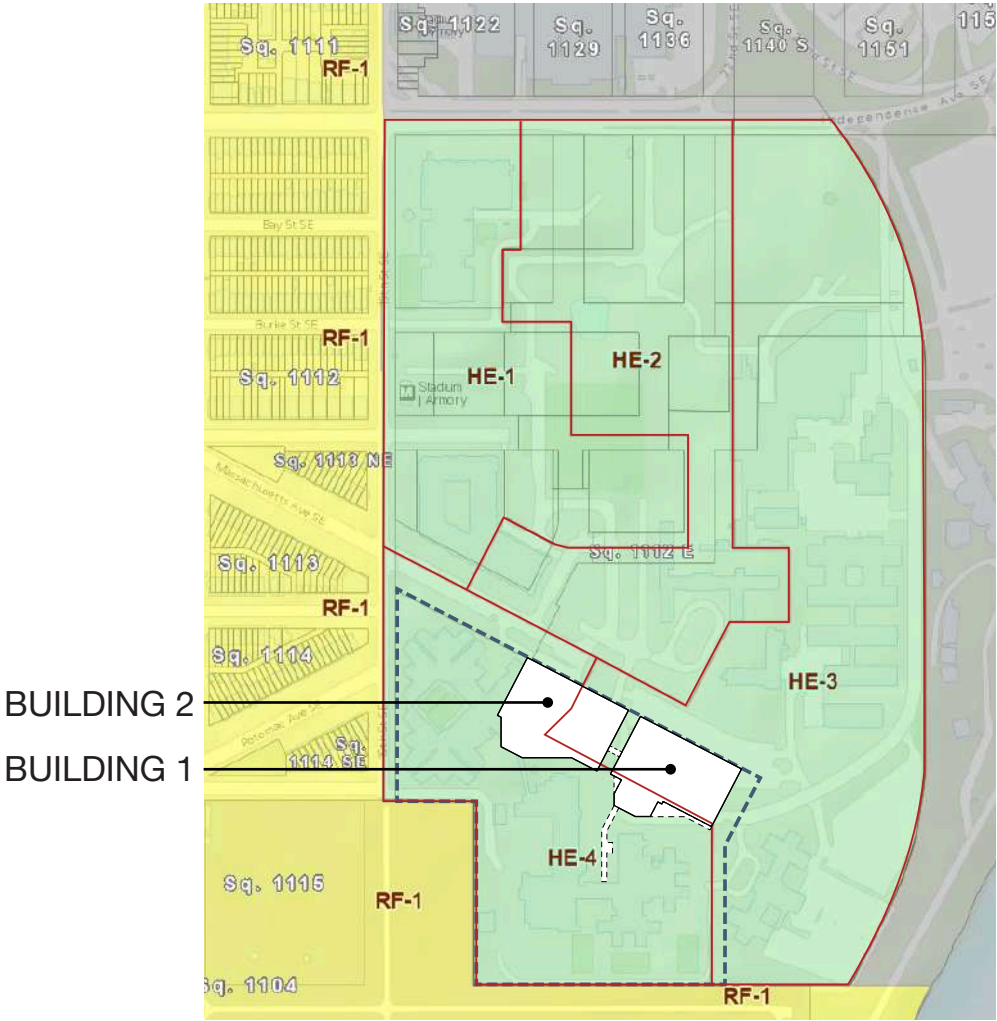 Sq. 1122
Sq.
1129
Sq.
1136
Sq.
1140 S
Sq.
1151
115
Sq. 1111
RF-1
Independence Ave SE
Bay St SE
19th St SE
Burke St SE
RF-1
Sq. 1112
HE-1
HE-2
Stadium
| Armory
Sq. 1113 NE
Massachusetts Ave SE
Sq. 1112 E
Sq. 1113
RF-1
Sq. 1114
HE-3
BUILDING 2
Potomac Ave SE
Sq.
1114 SE
BUILDING 1
HE-4
Sq. 1115
RF-1
Sq. 1104
RF-1